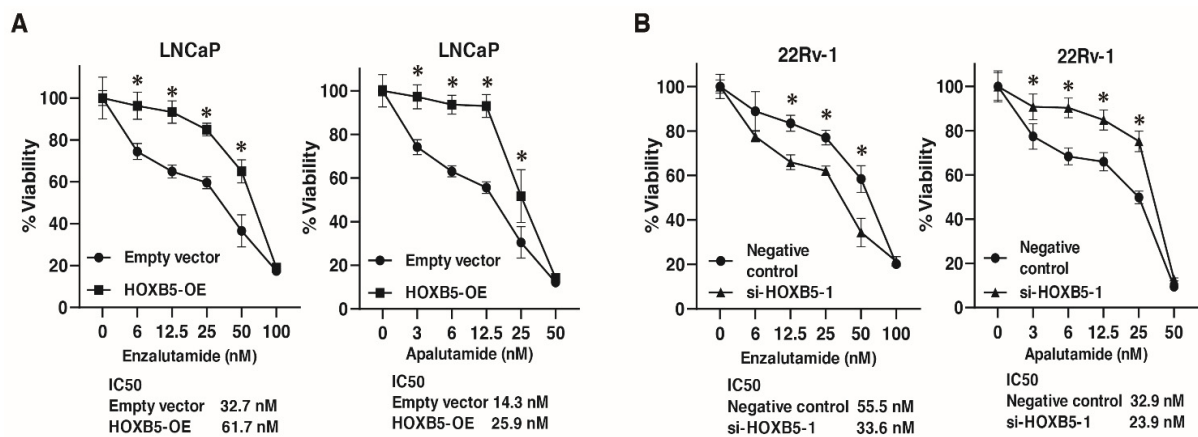 A
LNCaP
% Viability
100
80
60
40
20
0
* * * *
Empty vector
HOXB5-OE
0 6 12.5 25 50 100
Enzalutamide (nM)
IC50
Empty vector 32.7 nM
HOXB5-OE 61.7 nM
LNCaP
% Viability
100
80
60
40
20
0
* * * *
Empty vector
HOXB5-OE
0 3 6 12.5 25 50
Apalutamide (nM)
IC50
Empty vector 14.3 nM
HOXB5-OE 25.9 nM
B
22Rv-1
% Viability
100
80
60
40
20
0
* * *
Negative
control
si-HOXB5-1
0 6 12.5 25 50 100
Enzalutamide (nM)
IC50
Negative control 55.5 nM
si-HOXB5-1 33.6 nM
22Rv-1
% Viability
100
80
60
40
20
0
* * * *
Negative
control
si-HOXB5-1
0 3 6 12.5 25 50
Apalutamide (nM)
IC50
Negative control 32.9 nM
si-HOXB5-1 23.9 nM